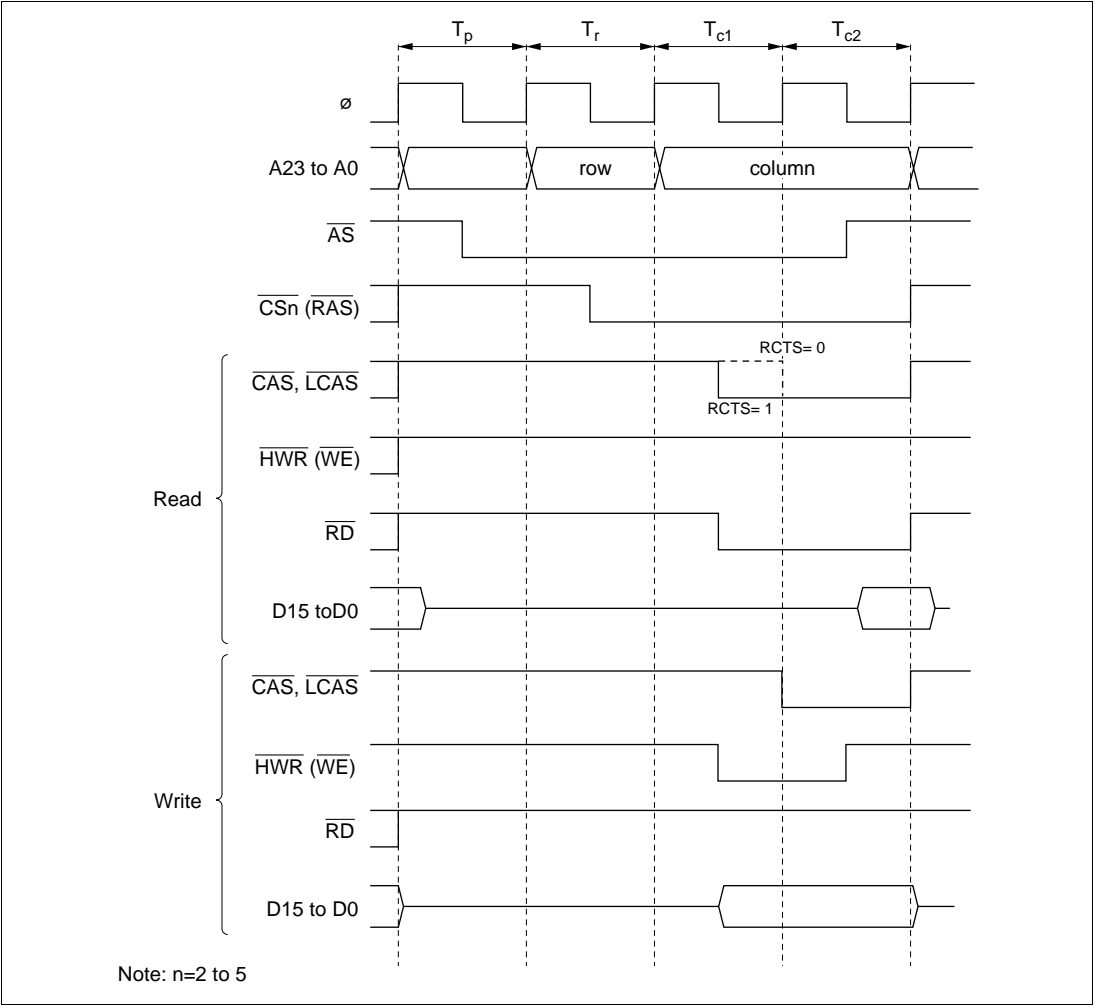 Tp Tr Tc1 Tc2
ø
A23 to A0 row column
AS
CSn (RAS)
RCTS= 0
CAS, LCAS
RCTS= 1
HWR (WE)
Read
RD
D15 toD0
CAS, LCAS
HWR (WE)
Write
RD
D15 to D0
Note: n=2 to 5